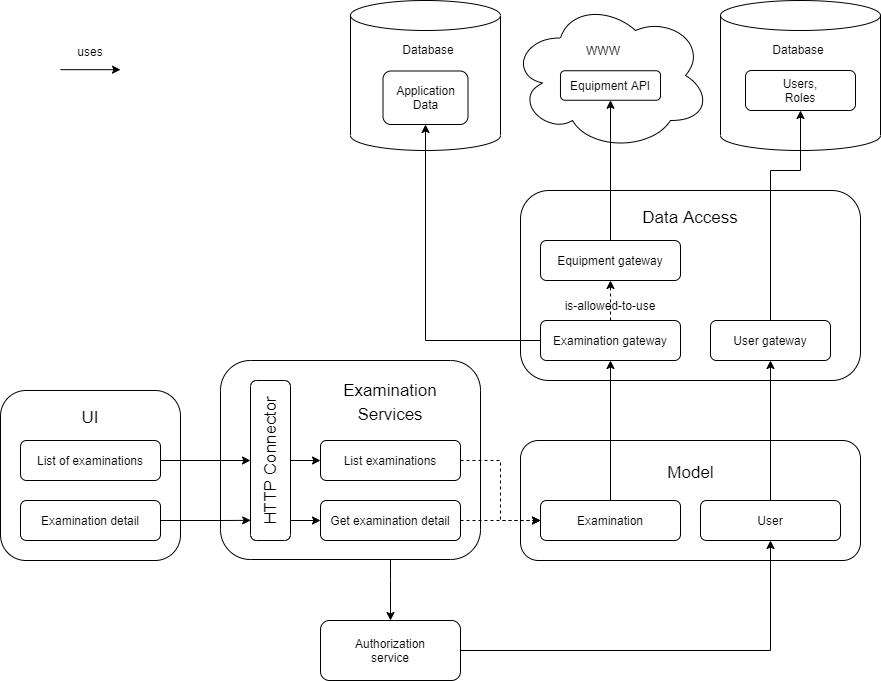 uses
Database
Application
Data
WWW
Equipment API
Database
Users,
Roles
Data Access
Equipment gateway
is-allowed-to-use
Examination gateway
User gateway
UI
List of examinations
Examination detail
Examination
Services
HTTP Connector
List examinations
Get examination detail
Model
Examination
User
Authorization
service